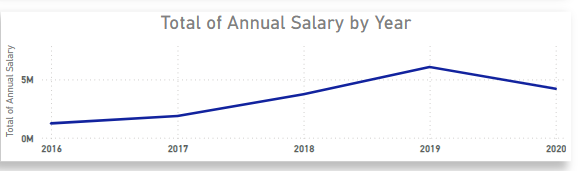 Total of Annual Salary by Year
Total of Annual Salary
5M
0M
2016 2017 2018 2019 2020